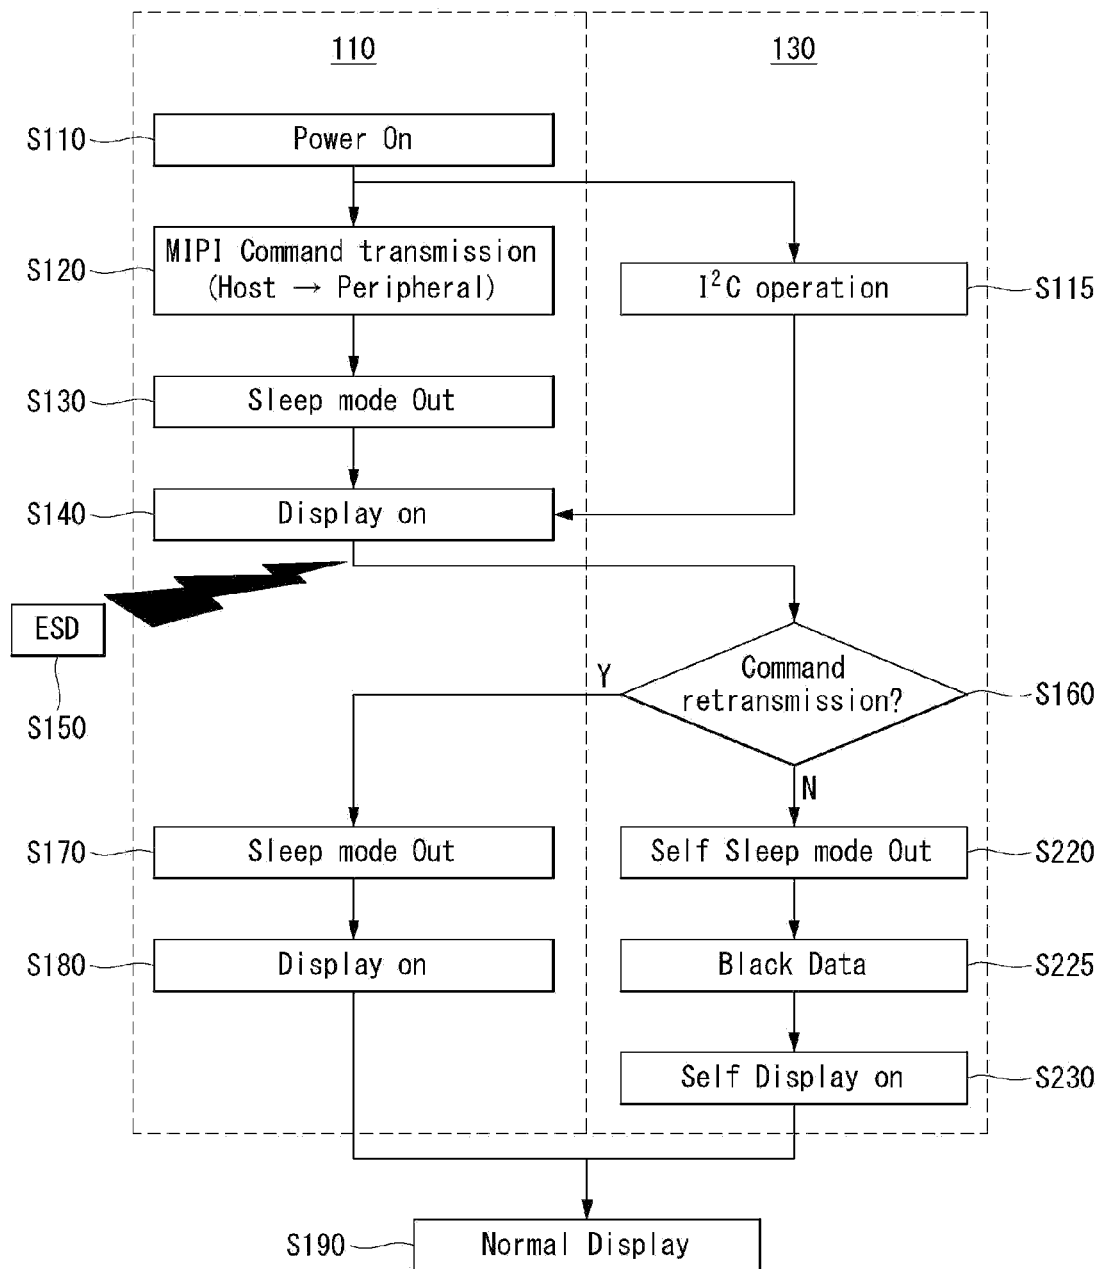 110
130
S110
Power On
S120
MIPI Command transmission
(Host → Peripheral)
I²C operation
S115
S130
Sleep mode Out
S140
Display on
ESD
S150
Y
Command
retransmission?
S160
N
S170
Sleep mode Out
Self Sleep mode Out
S220
S180
Display on
Black Data
S225
Self Display on
S230
S190
Normal Display